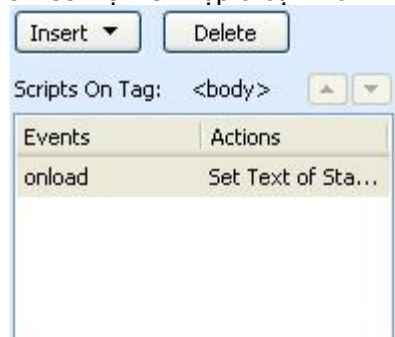 Insert Delete
Scripts On Tag: <body>
Events Actions
onload Set Text of Sta...